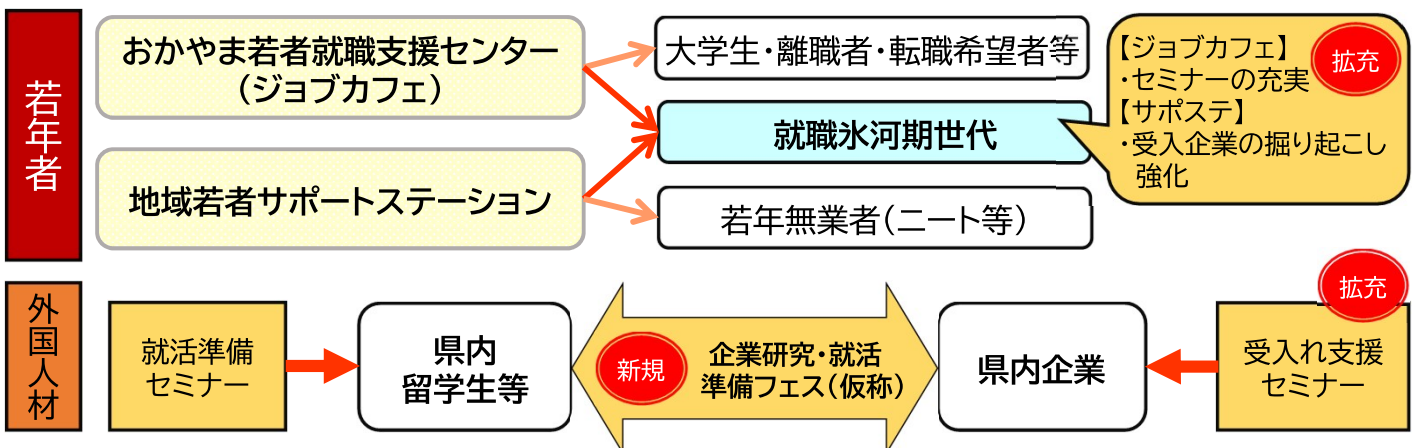 若年者
おかやま若者就職支援センター
（ジョブカフェ）
地域若者サポートステーション
大学生・離職者・転職希望者等
就職氷河期世代
若年無業者（ニート等）
【ジョブカフェ】
・セミナーの充実
【サポステ】
・受入企業の掘り起こし
強化
拡充
外国人材
就活準備
セミナー
県内
留学生等
新規
企業研究・就活
準備フェス（仮称）
県内企業
拡充
受入れ支援
セミナー